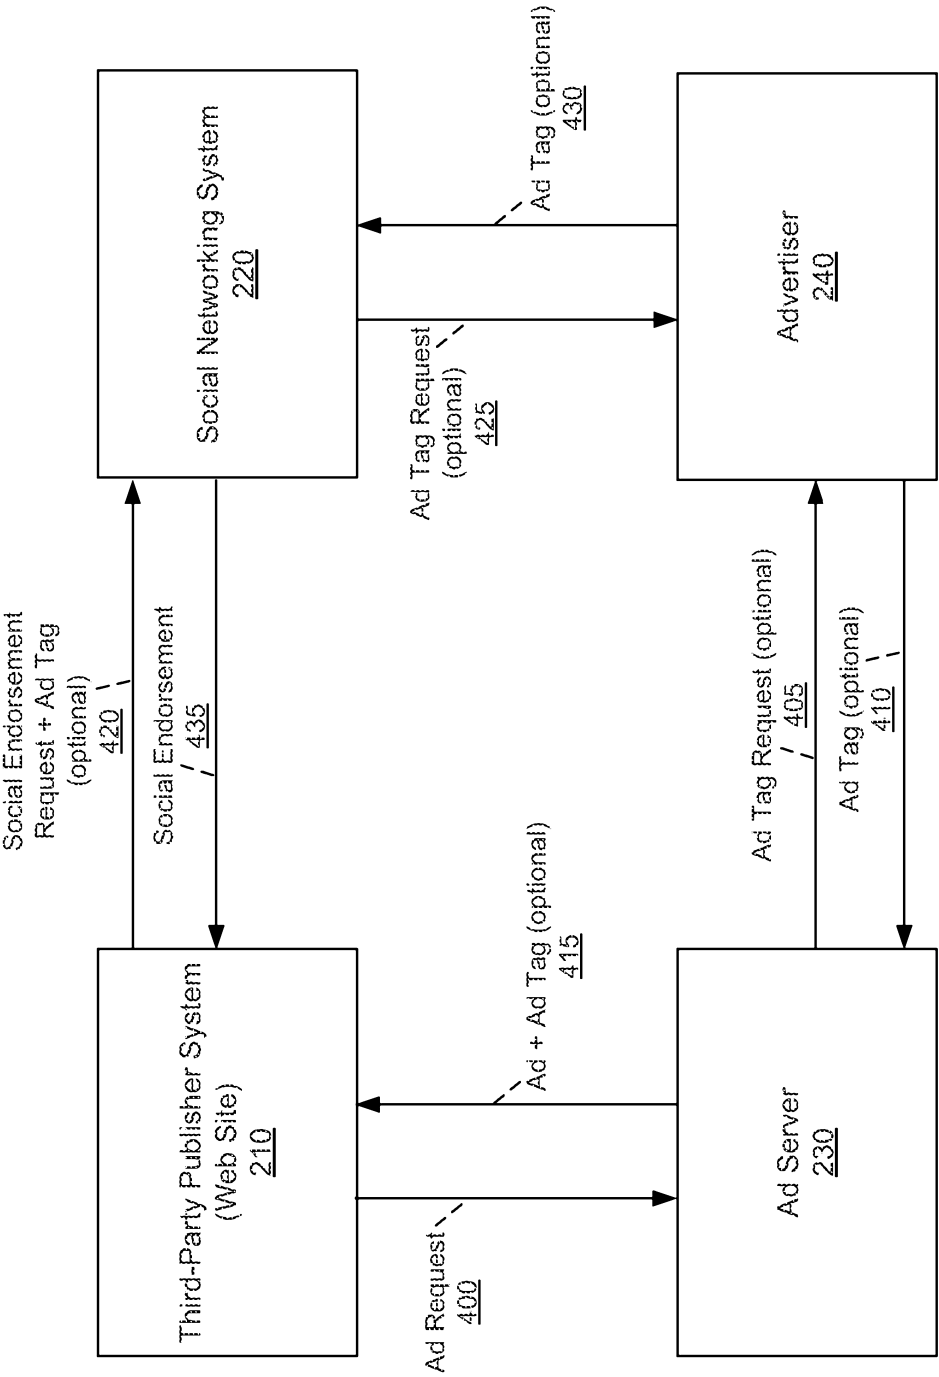 Third-Party Publisher System
(Web Site)
210
Social Endorsement
Request + Ad Tag
(optional)
420
Social Endorsement
435
Social Networking System
220
Ad Request
400
Ad + Ad Tag (optional)
415
Ad Tag Request
(optional)
425
Ad Tag (optional)
430
Ad Server
230
Ad Tag Request (optional)
405
Ad Tag (optional)
410
Advertiser
240